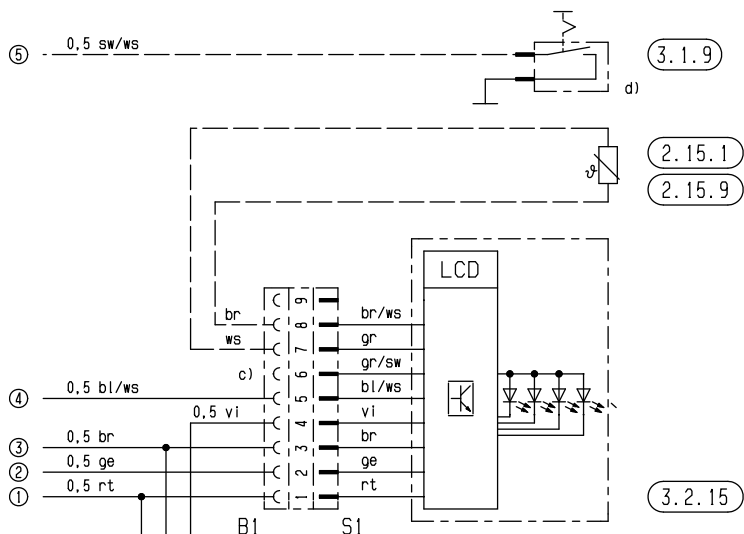 ⑤ 0,5 sw/ws 3.1.9
d)
2.15.1
ϑ
2.15.9
LCD
9
br 8 br/ws
ws 7 gr
c) 6 gr/sw
④ 0,5 bl/ws 5 bl/ws
0,5 vi 4 vi
③ 0,5 br 3 br
② 0,5 ge 2 ge
① 0,5 rt 1 rt 3.2.15
B1 S1